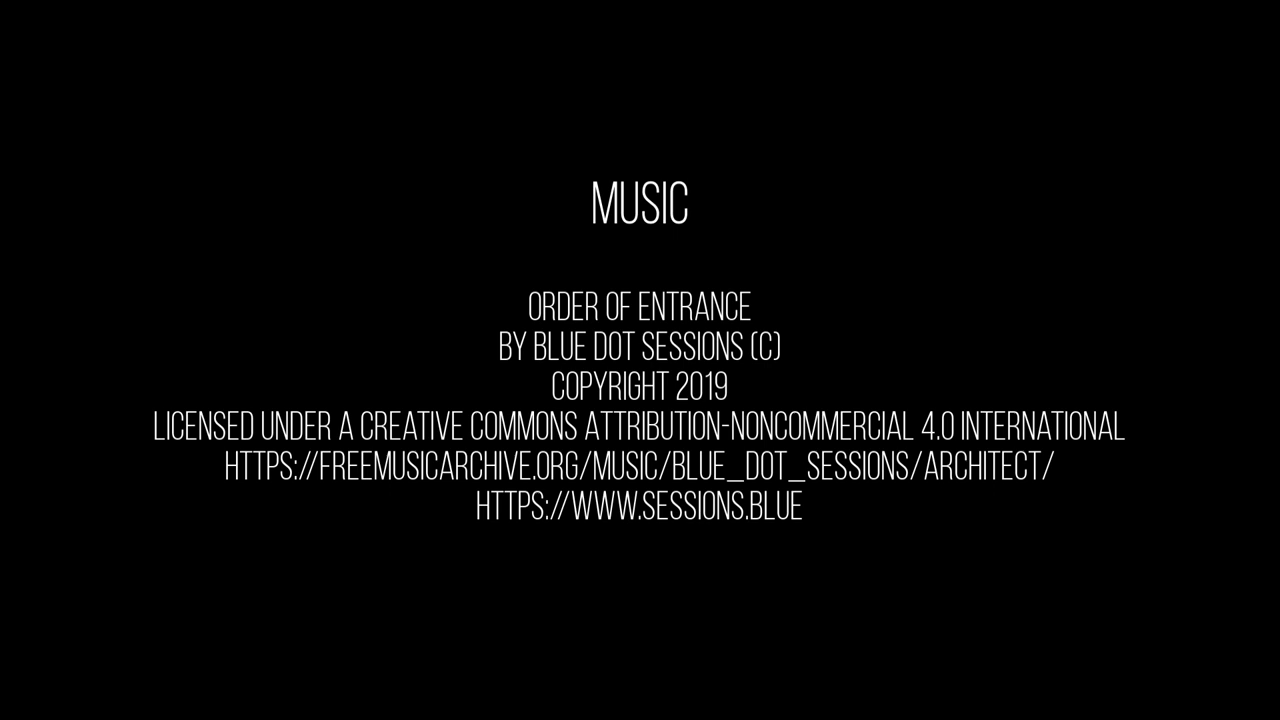 MUSIC
ORDER OF ENTRANCE
BY BLUE DOT SESSIONS (C)
COPYRIGHT 2019
LICENSED UNDER A CREATIVE COMMONS ATTRIBUTION-NONCOMMERCIAL 4.0 INTERNATIONAL
HTTPS://FREEMUSICARCHIVE.ORG/MUSIC/BLUE_DOT_SESSIONS/ARCHITECT/
HTTPS://WWW.SESSIONS.BLUE